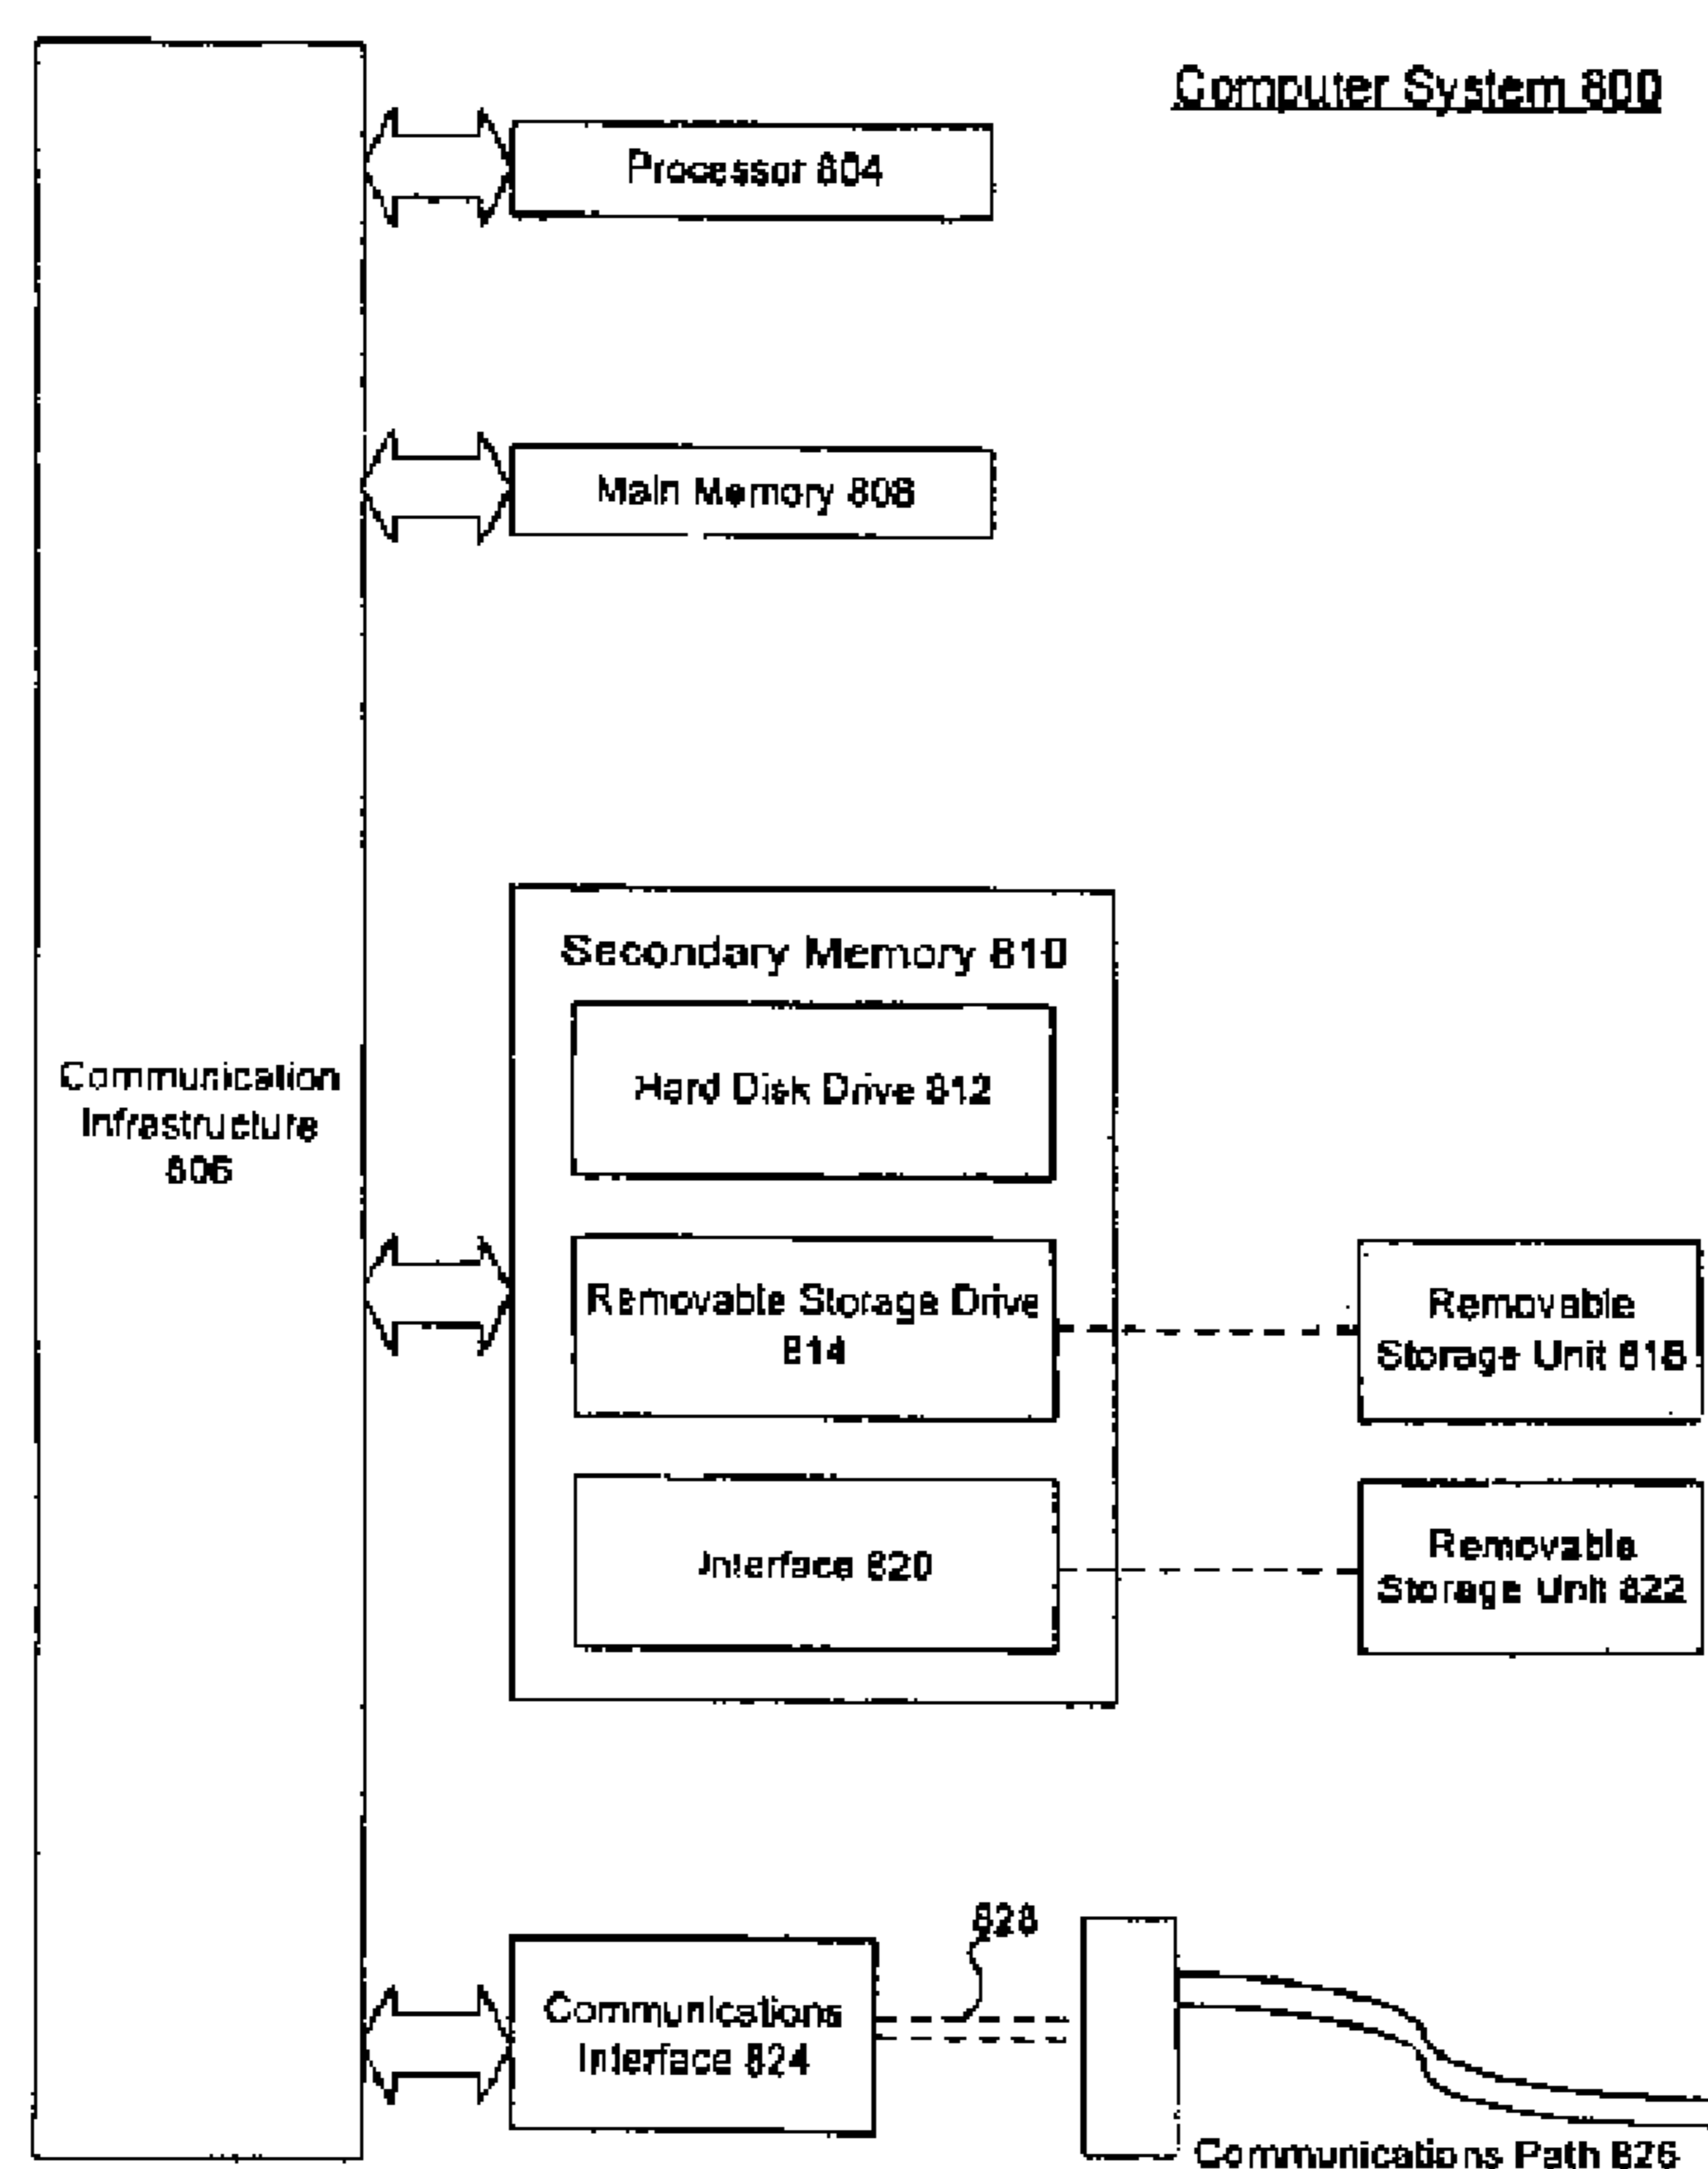 Computer System 800
Processor 804
Main Memory 808
Secondary Memory 810
Hard Disk Drive 812
Communication
Infrastructure
806
Removable Storage Drive
814
Removable
Storage Unit 818
Interface 820
Removable
Storage Unit 822
828
Communications
Interface 824
Communications Path 826